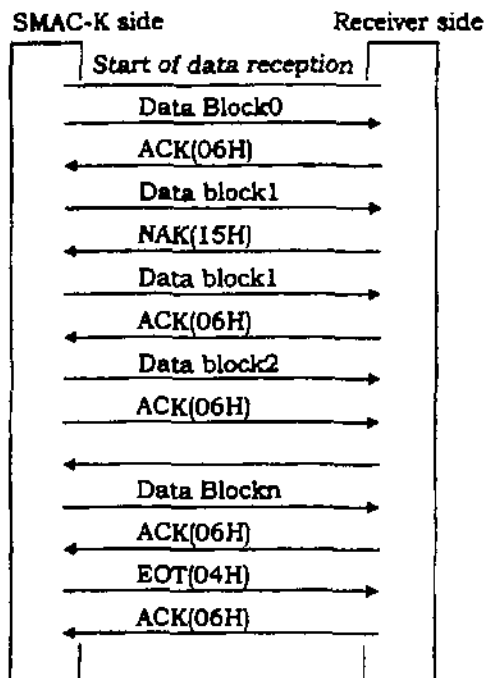 SMAC-K side Receiver side
Start of data reception
Data Block0
ACK(06H)
Data block1
NAK(15H)
Data block1
ACK(06H)
Data block2
ACK(06H)
Data Blockn
ACK(06H)
EOT(04H)
ACK(06H)